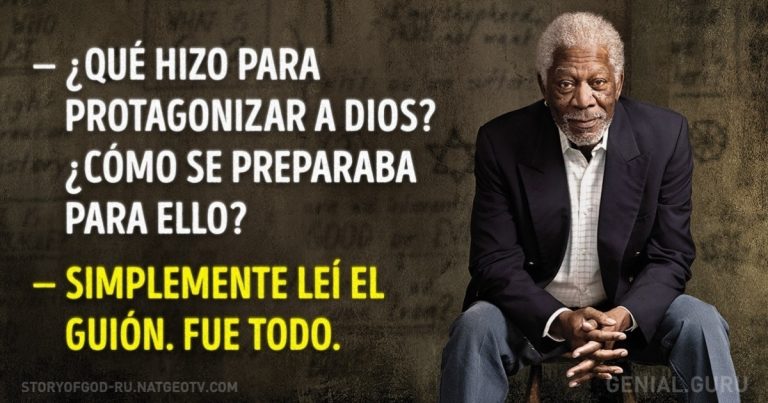 – ¿QUÉ HIZO PARA
PROTAGONIZAR A DIOS?
¿CÓMO SE PREPARABA
PARA ELLO?
– SIMPLEMENTE LEÍ EL
GUIÓN. FUE TODO.
STORYOFGOD-RU.NATGEOTV.COM
GENIAL.GURU